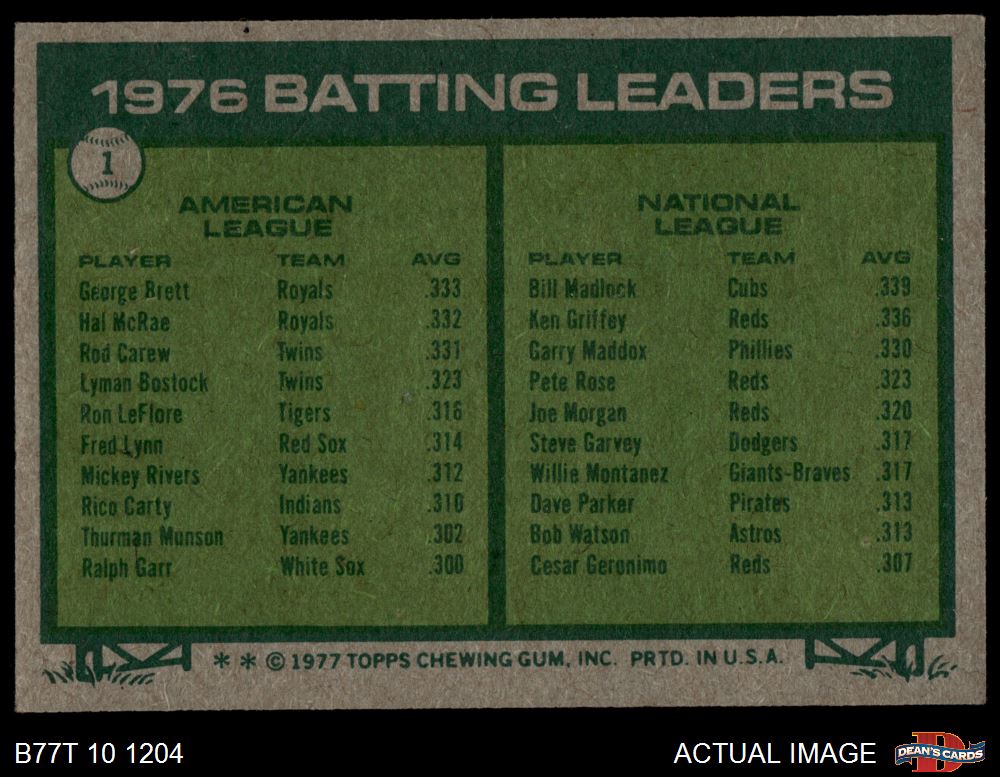 1976 BATTING LEADERS
1
AMERICAN
LEAGUE
PLAYER TEAM AVG
George Brett Royals .333
Hal McRae Royals .332
Rod Carew Twins .331
Lyman Bostock Twins .323
Ron LeFlore Tigers .316
Fred Lynn Red Sox .314
Mickey Rivers Yankees .312
Rico Carty Indians .310
Thurman Munson Yankees .302
Ralph Garr White Sox .300
NATIONAL
LEAGUE
PLAYER TEAM AVG
Bill Madlock Cubs .339
Ken Griffey Reds .336
Garry Maddox Phillies .330
Pete Rose Reds .323
Joe Morgan Reds .320
Steve Garvey Dodgers .317
Willie Montanez Giants-Braves .317
Dave Parker Pirates .313
Bob Watson Astros .313
Cesar Geronimo Reds .307
* * © 1977 TOPPS CHEWING GUM, INC. PRTD. IN U.S.A.
B77T 10 1204
ACTUAL IMAGE
D
DEAN'S CARDS